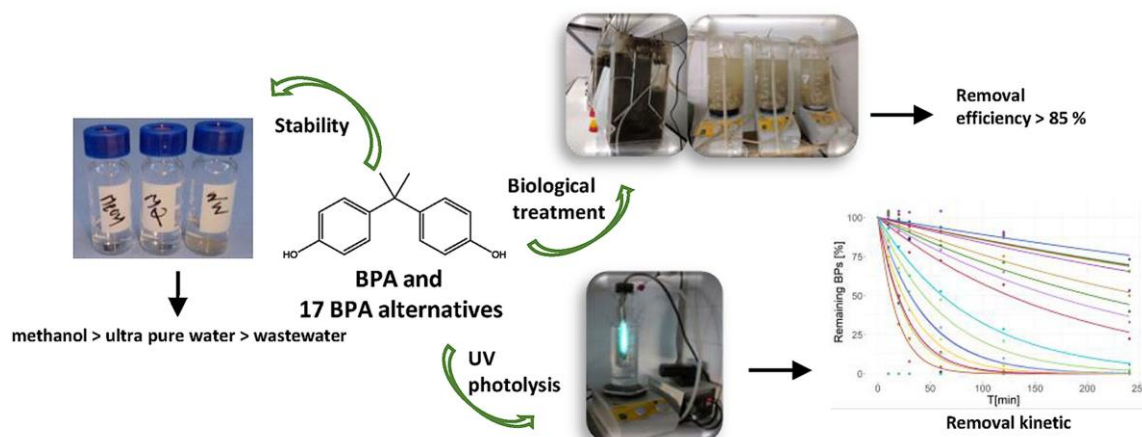 Stability
Biological
treatment
Removal
efficiency > 85 %
HO
OH
BPA and
17 BPA alternatives
methanol > ultra pure water > wastewater
UV
photolysis
Remaining BPs [%]
100
75
50
25
0
0 50 100 150 200 25
T[min]
Removal kinetic